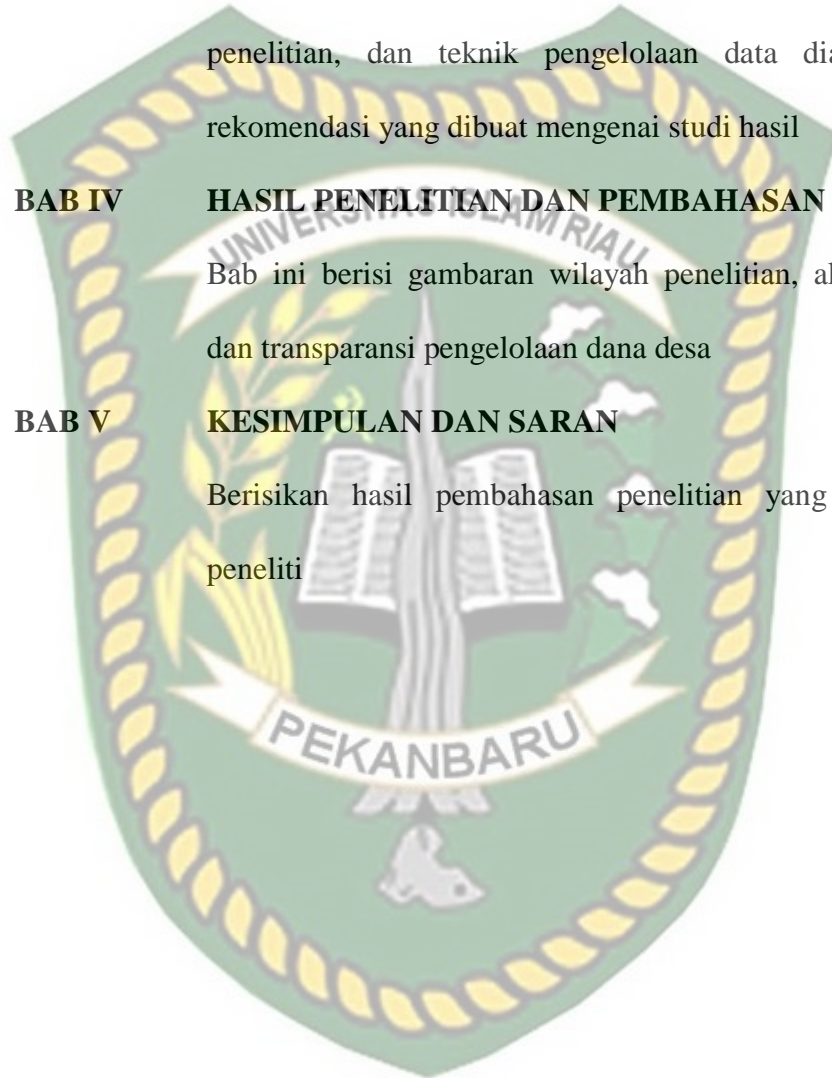 penelitian, dan teknik pengelolaan data
rekomendasi yang dibuat mengenai studi hasil
BAB IV HASIL PENELITIAN DAN PEMBAHASAN
UNIVERSITAS ISLAM RIAU
Bab ini berisi gambaran wilayah penelitian,
dan transparansi pengelolaan dana desa
BAB V KESIMPULAN DAN SARAN
Berisikan hasil pembahasan penelitian yang
peneliti
PEKANBARU